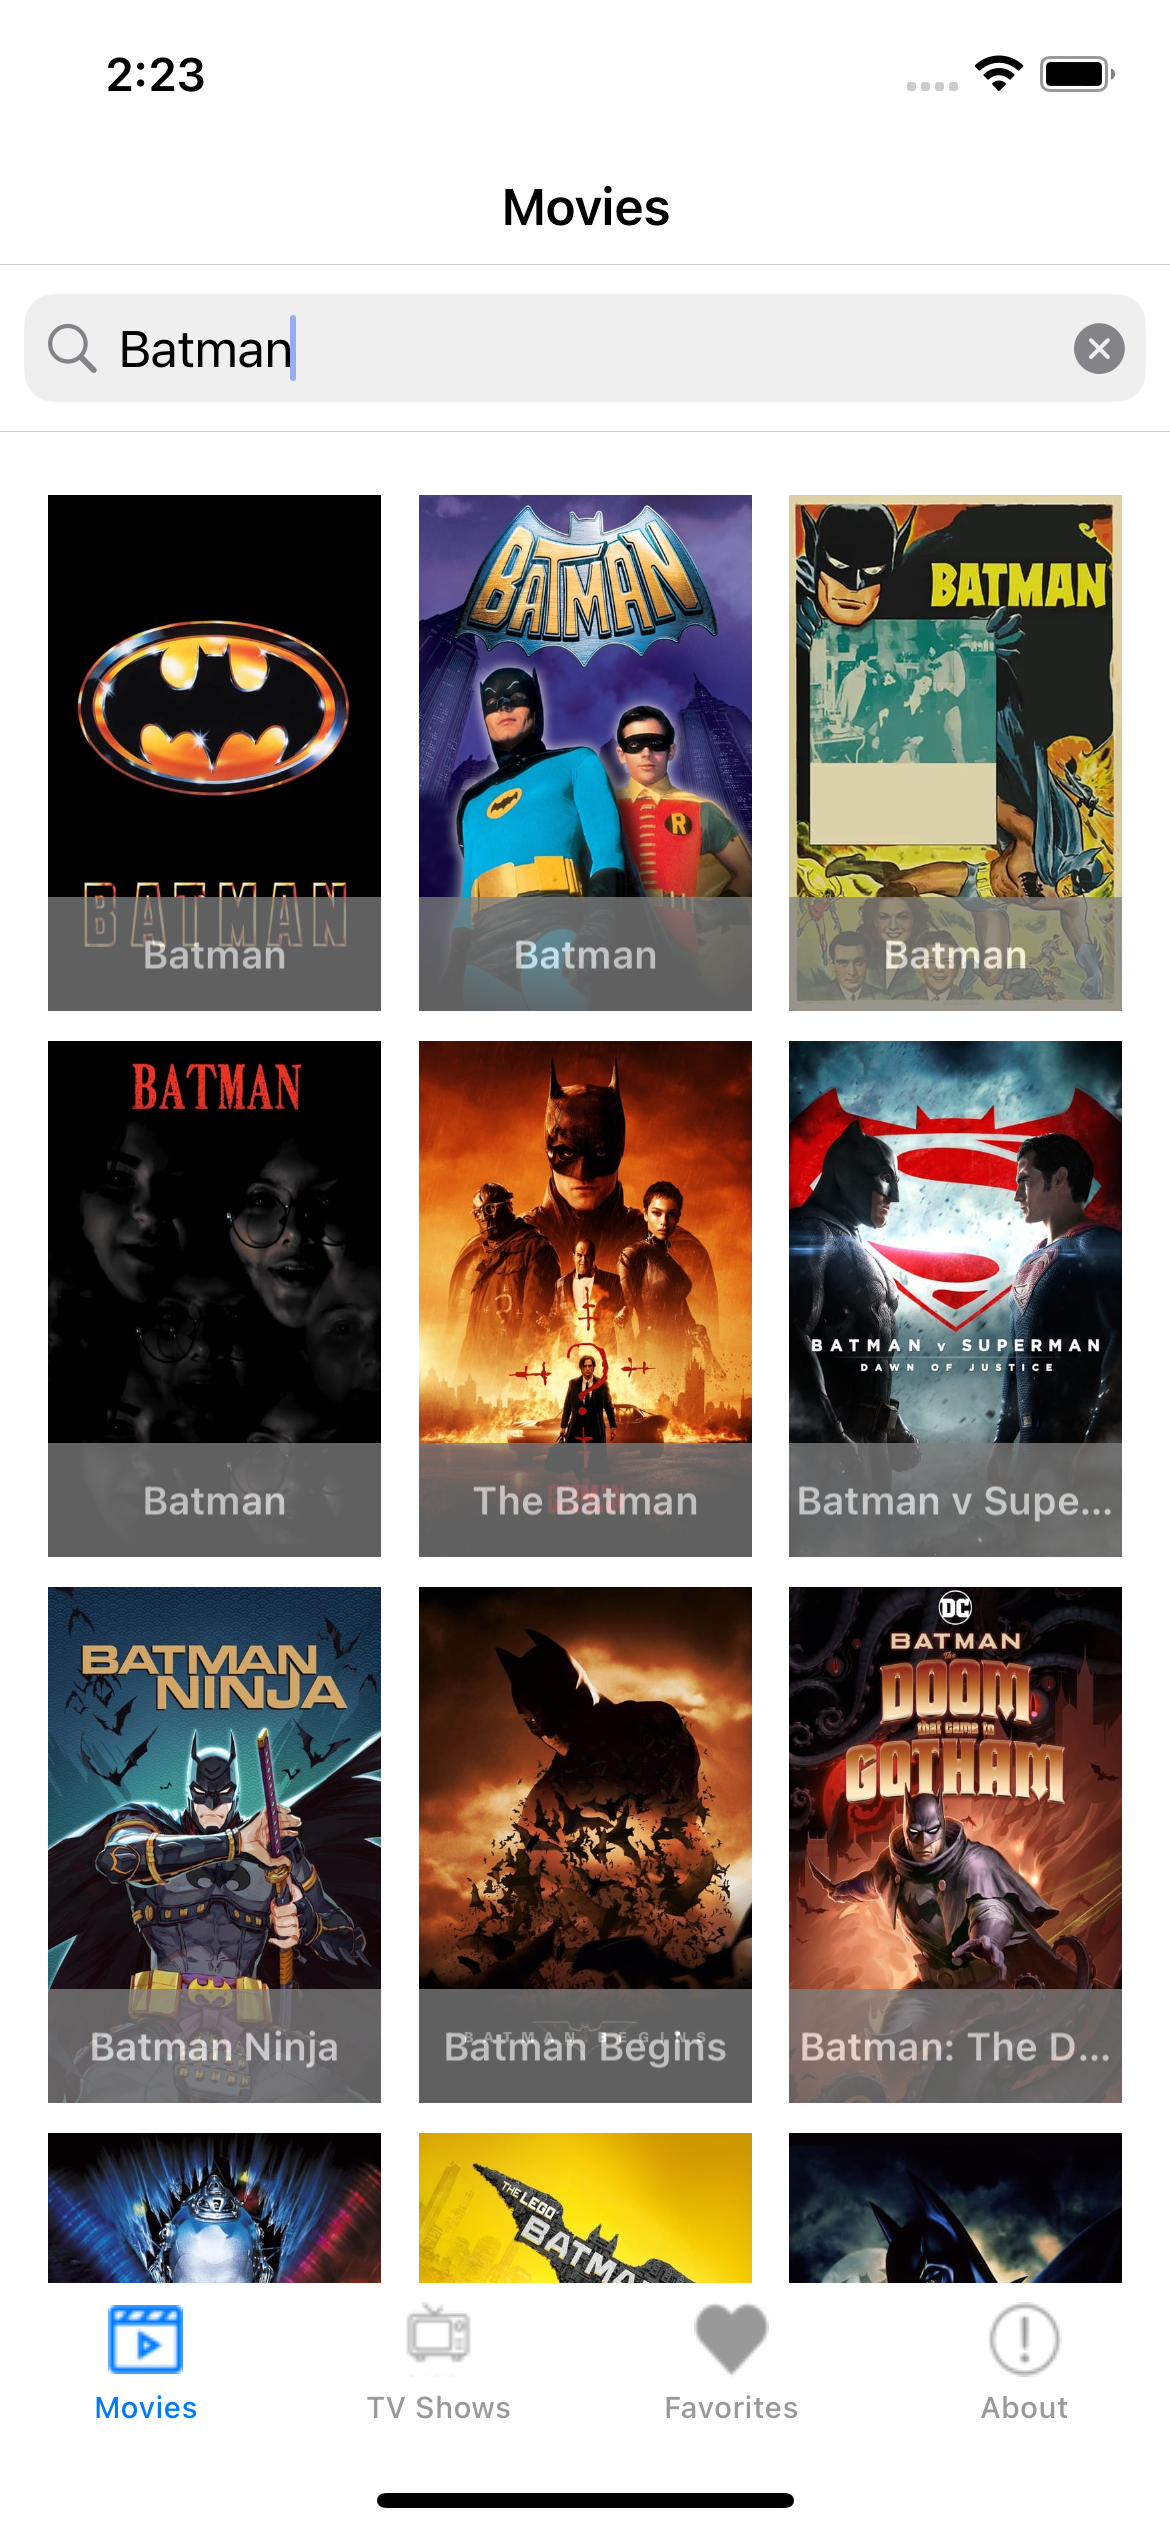 2:23
Movies
Batman
BATMAN
Batman
BATMAN
R
Batman
BATMAN
Batman
BATMAN
Batman
The Batman
BATMAN v SUPERMAN
DAWN OF JUSTICE
Batman v Supe...
BATMAN
NINJA
Batman Ninja
BATMAN BEGINS
Batman Begins
DC
BATMAN
The
DOOM
that came to
GOTHAM
Batman: The D...
THE LEGO
BATMA
Movies
TV Shows
Favorites
About